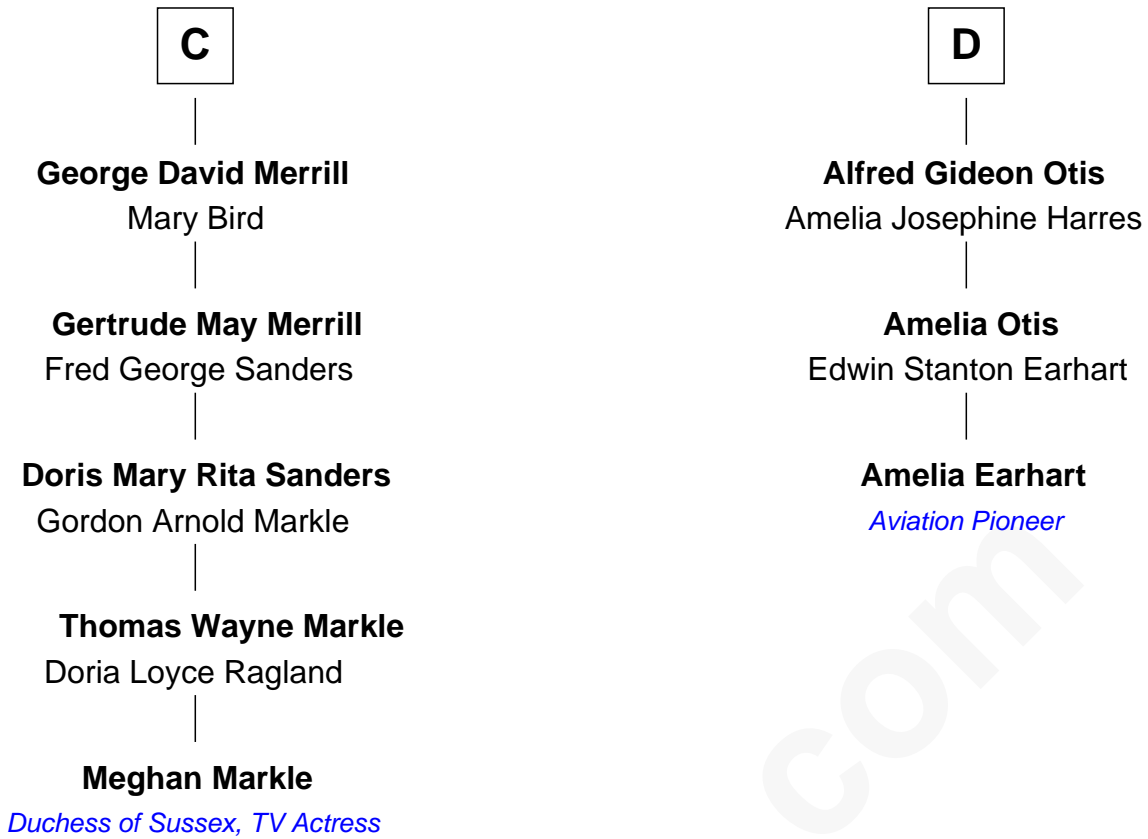 C
George David Merrill
Mary Bird
Gertrude May Merrill
Fred George Sanders
Doris Mary Rita Sanders
Gordon Arnold Markle
Thomas Wayne Markle
Doria Loyce Ragland
Meghan Markle
Duchess of Sussex, TV Actress
D
Alfred Gideon Otis
Amelia Josephine Harres
Amelia Otis
Edwin Stanton Earhart
Amelia Earhart
Aviation Pioneer
com